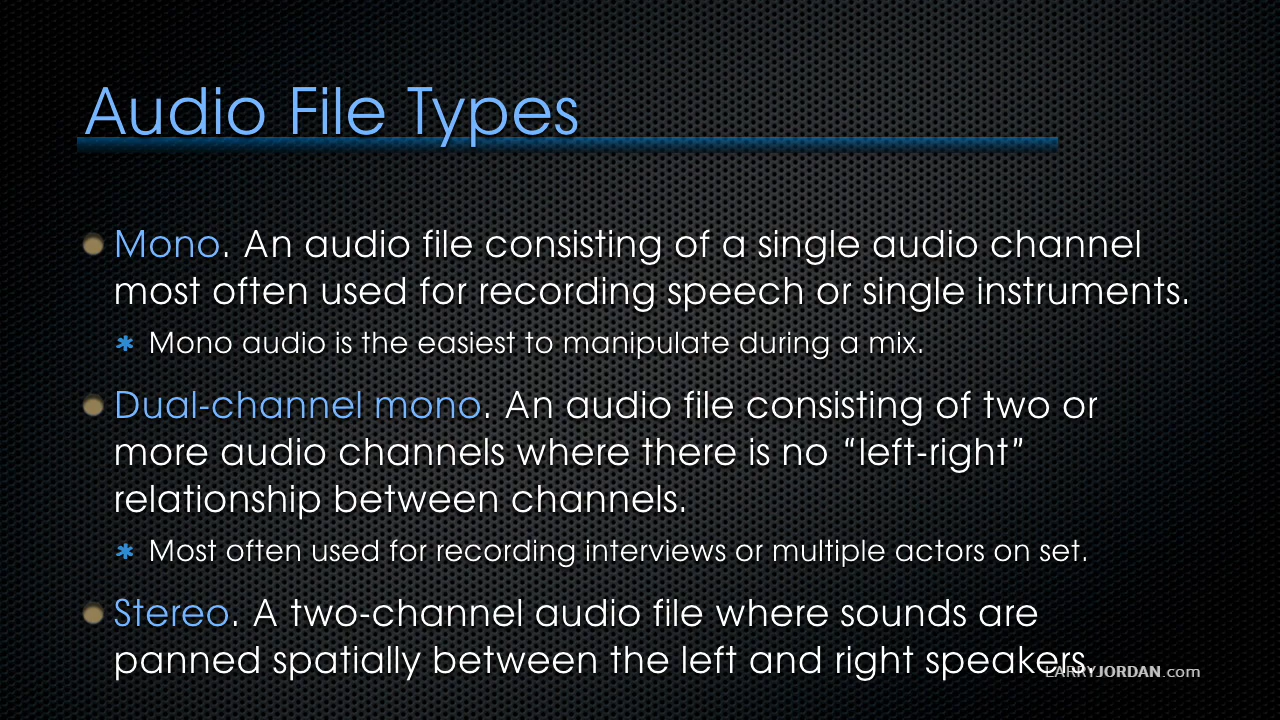 Audio File Types
Mono. An audio file consisting of a single audio channel
most often used for recording speech or single instruments.
Mono audio is the easiest to manipulate during a mix.
Dual-channel mono. An audio file consisting of two or
more audio channels where there is no “left-right”
relationship between channels.
Most often used for recording interviews or multiple actors on set.
Stereo. A two-channel audio file where sounds are
panned spatially between the left and right speakers.
LARRYJORDAN.com